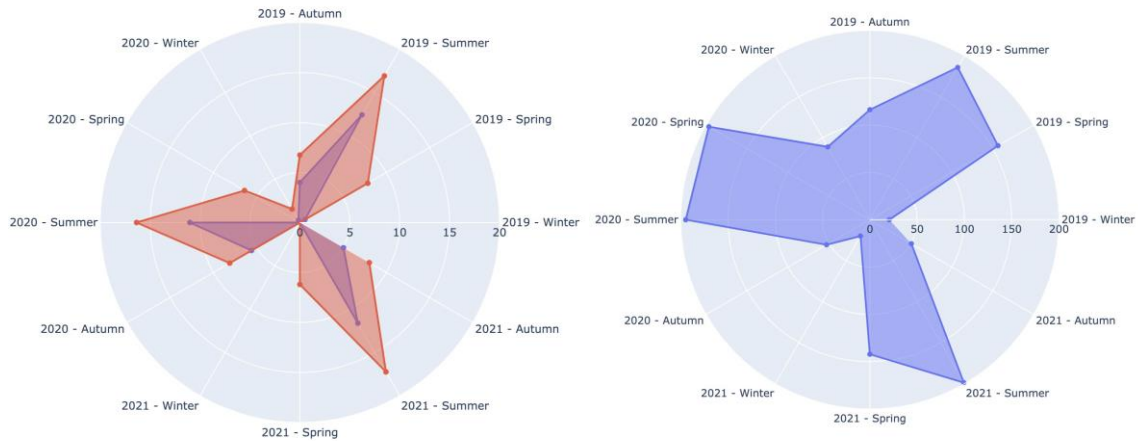 2019 - Autumn
2020 - Winter
2019 - Summer
2020 - Spring
2019 - Spring
2020 - Summer
2019 - Winter
0 5 10 15 20
2020 - Autumn
2021 - Autumn
2021 - Winter
2021 - Summer
2021 - Spring
2019 - Autumn
2020 - Winter
2019 - Summer
2020 - Spring
2019 - Spring
2020 - Summer
2019 - Winter
0 50 100 150 200
2020 - Autumn
2021 - Autumn
2021 - Winter
2021 - Summer
2021 - Spring